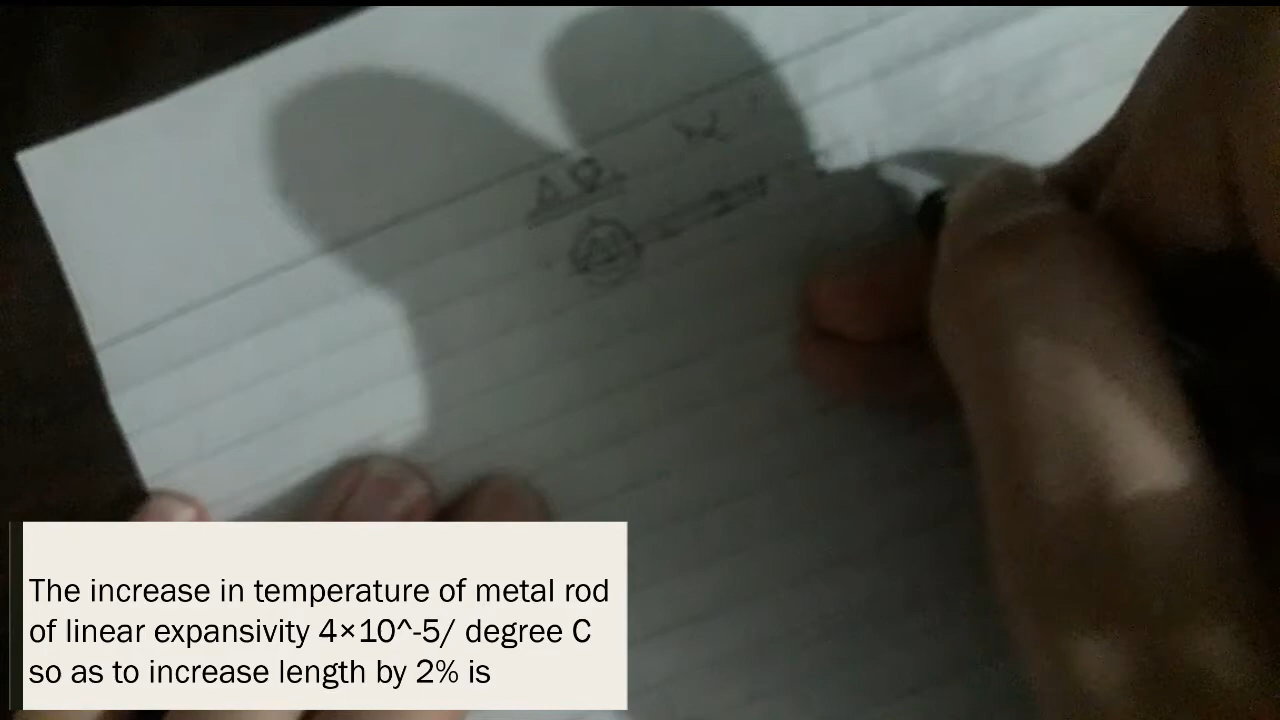 The increase in temperature of metal rod
of linear expansivity 4×10^-5/ degree C
so as to increase length by 2% is